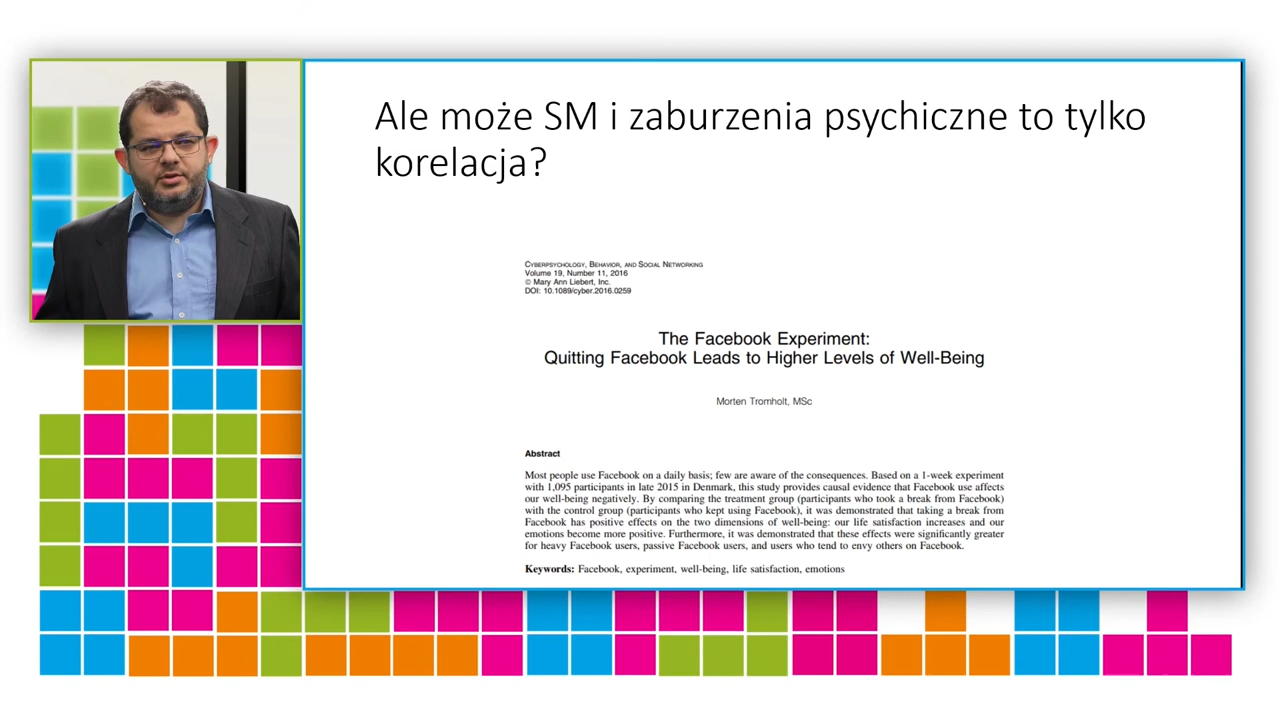 Ale może SM i zaburzenia psychiczne to tylko
korelacja?
Cyberpsychology, Behavior, and Social Networking
Volume 19, Number 11, 2016
© Mary Ann Liebert, Inc.
DOI: 10.1089/cyber.2016.0259
The Facebook Experiment:
Quitting Facebook Leads to Higher Levels of Well-Being
Morten Tromholt, MSc
Abstract
Most people use Facebook on a daily basis; few are aware of the consequences. Based on a 1-week experiment
with 1,095 participants in late 2015 in Denmark, this study provides causal evidence that Facebook use affects
our well-being negatively. By comparing the treatment group (participants who took a break from Facebook)
with the control group (participants who kept using Facebook), it was demonstrated that taking a break from
Facebook has positive effects on the two dimensions of well-being: our life satisfaction increases and our
emotions become more positive. Furthermore, it was demonstrated that these effects were significantly greater
for heavy Facebook users, passive Facebook users, and users who tend to envy others on Facebook.
Keywords: Facebook, experiment, well-being, life satisfaction, emotions